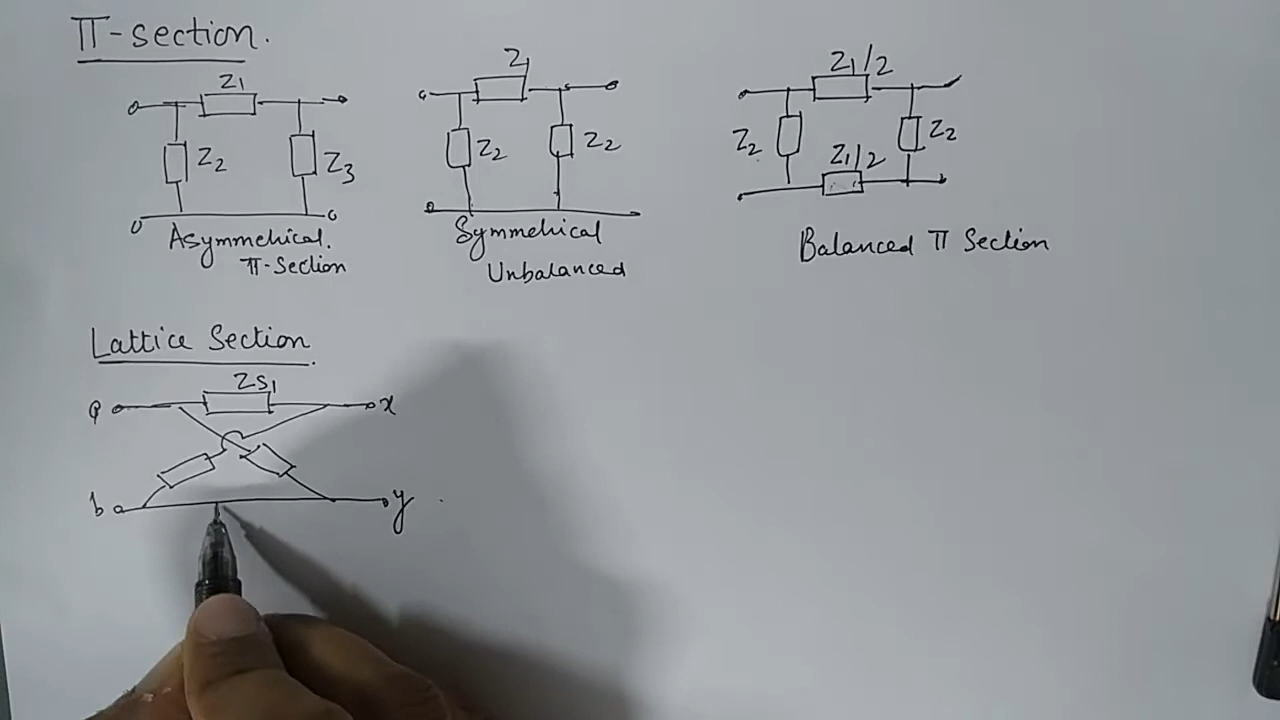 π-section.
Z1
Z2
Z3
Asymmetrical.
π-Section
Z1
Z2
Z2
Symmetrical
Unbalanced
Z1/2
Z2
Z2
Z1/2
Balanced π Section
Lattice Section
ZS1
a
x
b
y